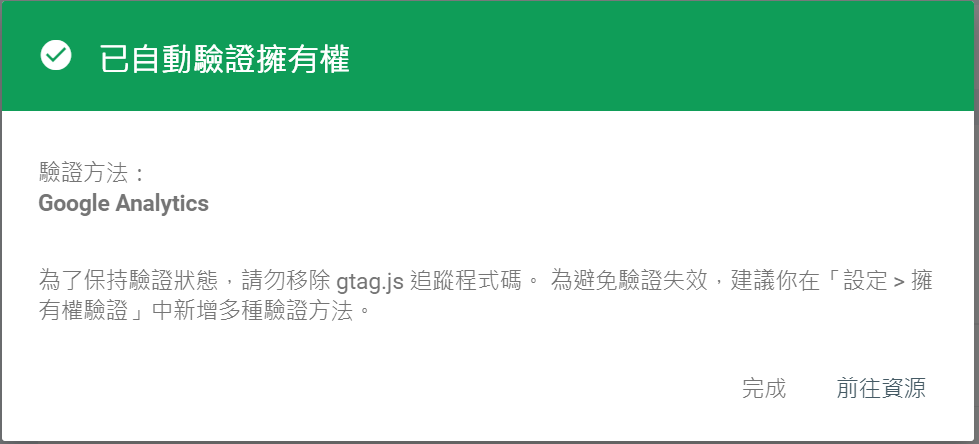 已自動驗證擁有權
驗證方法：
Google Analytics
為了保持驗證狀態，請勿移除 gtag.js 追蹤程式碼。 為避免驗證失效，建議你在「設定 > 擁
有權驗證」中新增多種驗證方法。
完成 前往資源